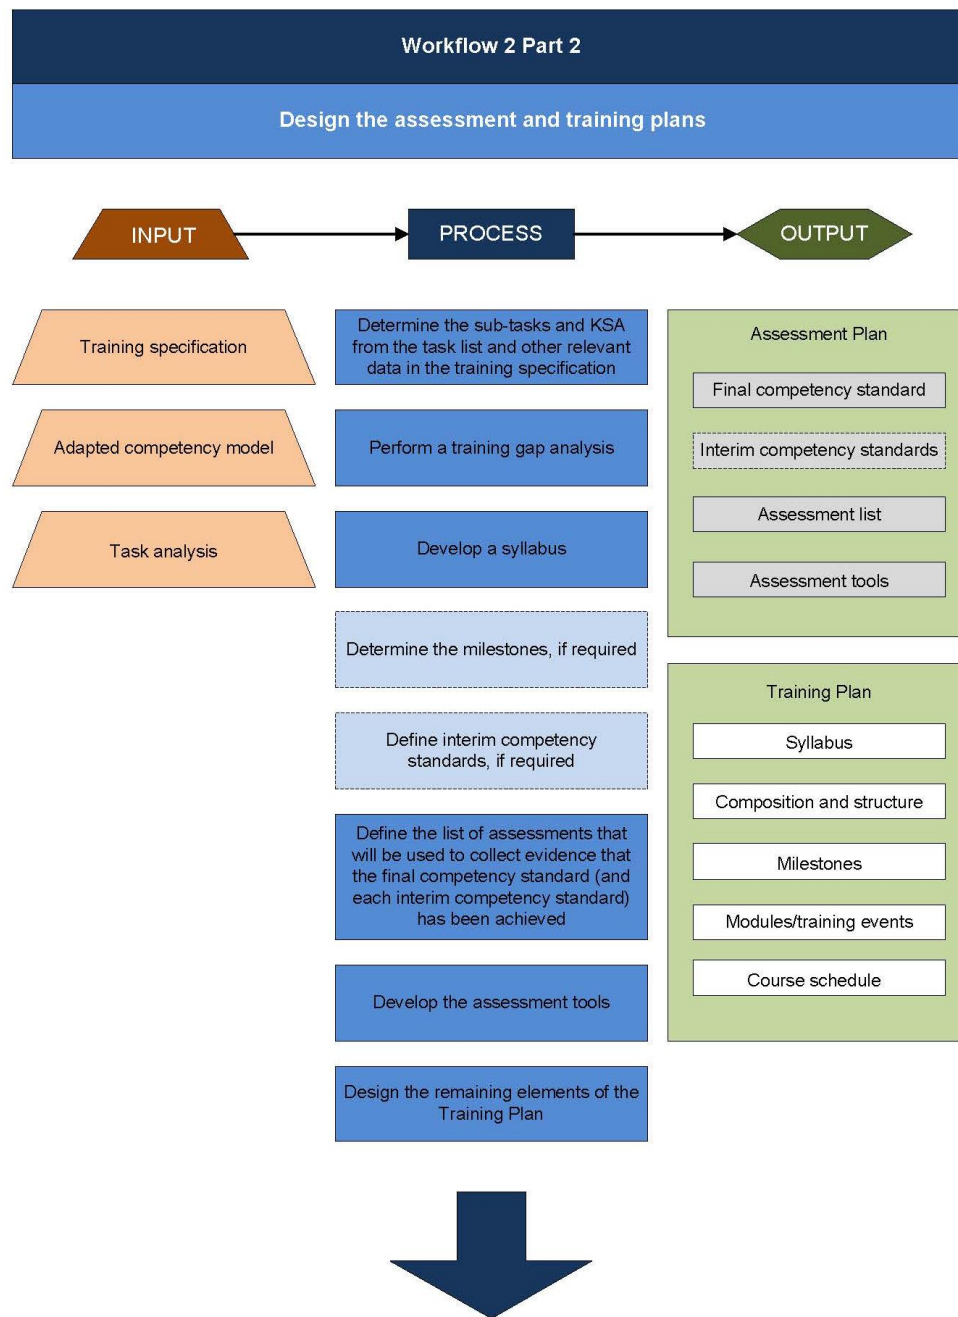 Workflow 2 Part 2
Design the assessment and training plans
INPUT
PROCESS
OUTPUT
Training specification
Adapted competency model
Task analysis
Determine the sub-tasks and KSA
from the task list and other relevant
data in the training specification
Perform a training gap analysis
Develop a syllabus
Determine the milestones, if required
Define interim competency
standards, if required
Define the list of assessments that
will be used to collect evidence that
the final competency standard (and
each interim competency standard)
has been achieved
Develop the assessment tools
Design the remaining elements of the
Training Plan
Assessment Plan
Final competency standard
Interim competency standards
Assessment list
Assessment tools
Training Plan
Syllabus
Composition and structure
Milestones
Modules/training events
Course schedule